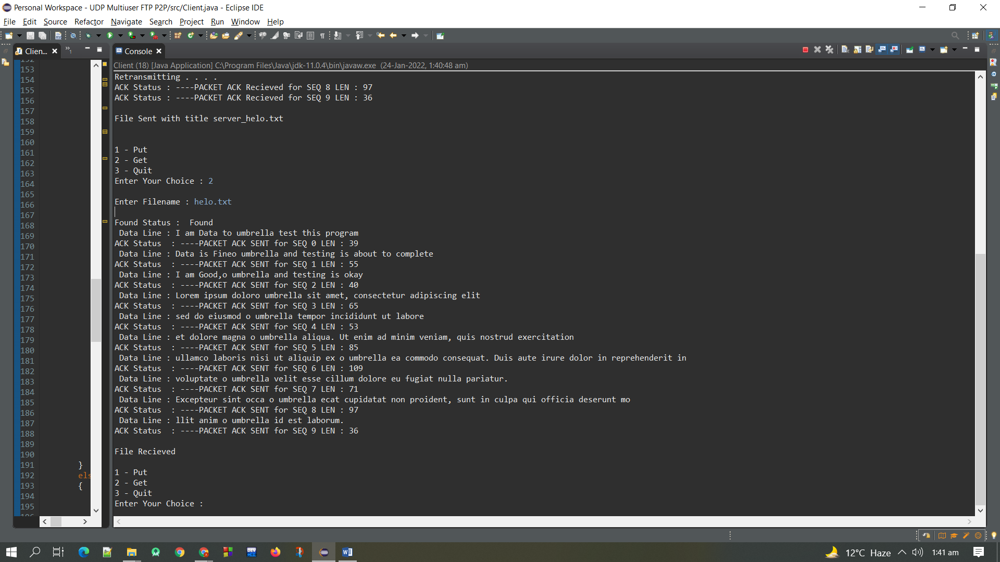 Personal Workspace - UDP Multiuser FTP P2P/src/Client.java - Eclipse IDE
File Edit Source Refactor Navigate Search Project Run Window Help
Clien...
1
Console
Client (18) [Java Application] C:\Program Files\Java\jdk-11.0.4\bin\javaw.exe (24-Jan-2022, 1:40:48 am)
153
154
155
156
157
158
159
160
161
162
163
164
165
166
167
168
169
170
171
172
173
174
175
176
177
178
179
180
181
182
183
184
185
186
187
188
189
190
191 }
192 els
193 {
194
195
Retransmitting . . . .
ACK Status : ----PACKET ACK Recieved for SEQ 8 LEN : 97
ACK Status : ----PACKET ACK Recieved for SEQ 9 LEN : 36
File Sent with title server_helo.txt
1 - Put
2 - Get
3 - Quit
Enter Your Choice : 2
Enter Filename : helo.txt
Found Status :  Found
Data Line : I am Data to umbrella test this program
ACK Status  : ----PACKET ACK SENT for SEQ 0 LEN : 39
Data Line : Data is Fineo umbrella and testing is about to complete
ACK Status  : ----PACKET ACK SENT for SEQ 1 LEN : 55
Data Line : I am Good,o umbrella and testing is okay
ACK Status  : ----PACKET ACK SENT for SEQ 2 LEN : 40
Data Line : Lorem ipsum doloro umbrella sit amet, consectetur adipiscing elit
ACK Status  : ----PACKET ACK SENT for SEQ 3 LEN : 65
Data Line : sed do eiusmod o umbrella tempor incididunt ut labore
ACK Status  : ----PACKET ACK SENT for SEQ 4 LEN : 53
Data Line : et dolore magna o umbrella aliqua. Ut enim ad minim veniam, quis nostrud exercitation
ACK Status  : ----PACKET ACK SENT for SEQ 5 LEN : 85
Data Line : ullamco laboris nisi ut aliquip ex o umbrella ea commodo consequat. Duis aute irure dolor in reprehenderit in
ACK Status  : ----PACKET ACK SENT for SEQ 6 LEN : 109
Data Line : voluptate o umbrella velit esse cillum dolore eu fugiat nulla pariatur.
ACK Status  : ----PACKET ACK SENT for SEQ 7 LEN : 71
Data Line : Excepteur sint occa o umbrella ecat cupidatat non proident, sunt in culpa qui officia deserunt mo
ACK Status  : ----PACKET ACK SENT for SEQ 8 LEN : 97
Data Line : llit anim o umbrella id est laborum.
ACK Status  : ----PACKET ACK SENT for SEQ 9 LEN : 36
File Recieved
1 - Put
2 - Get
3 - Quit
Enter Your Choice :
DEV
12°C Haze
1:41 am